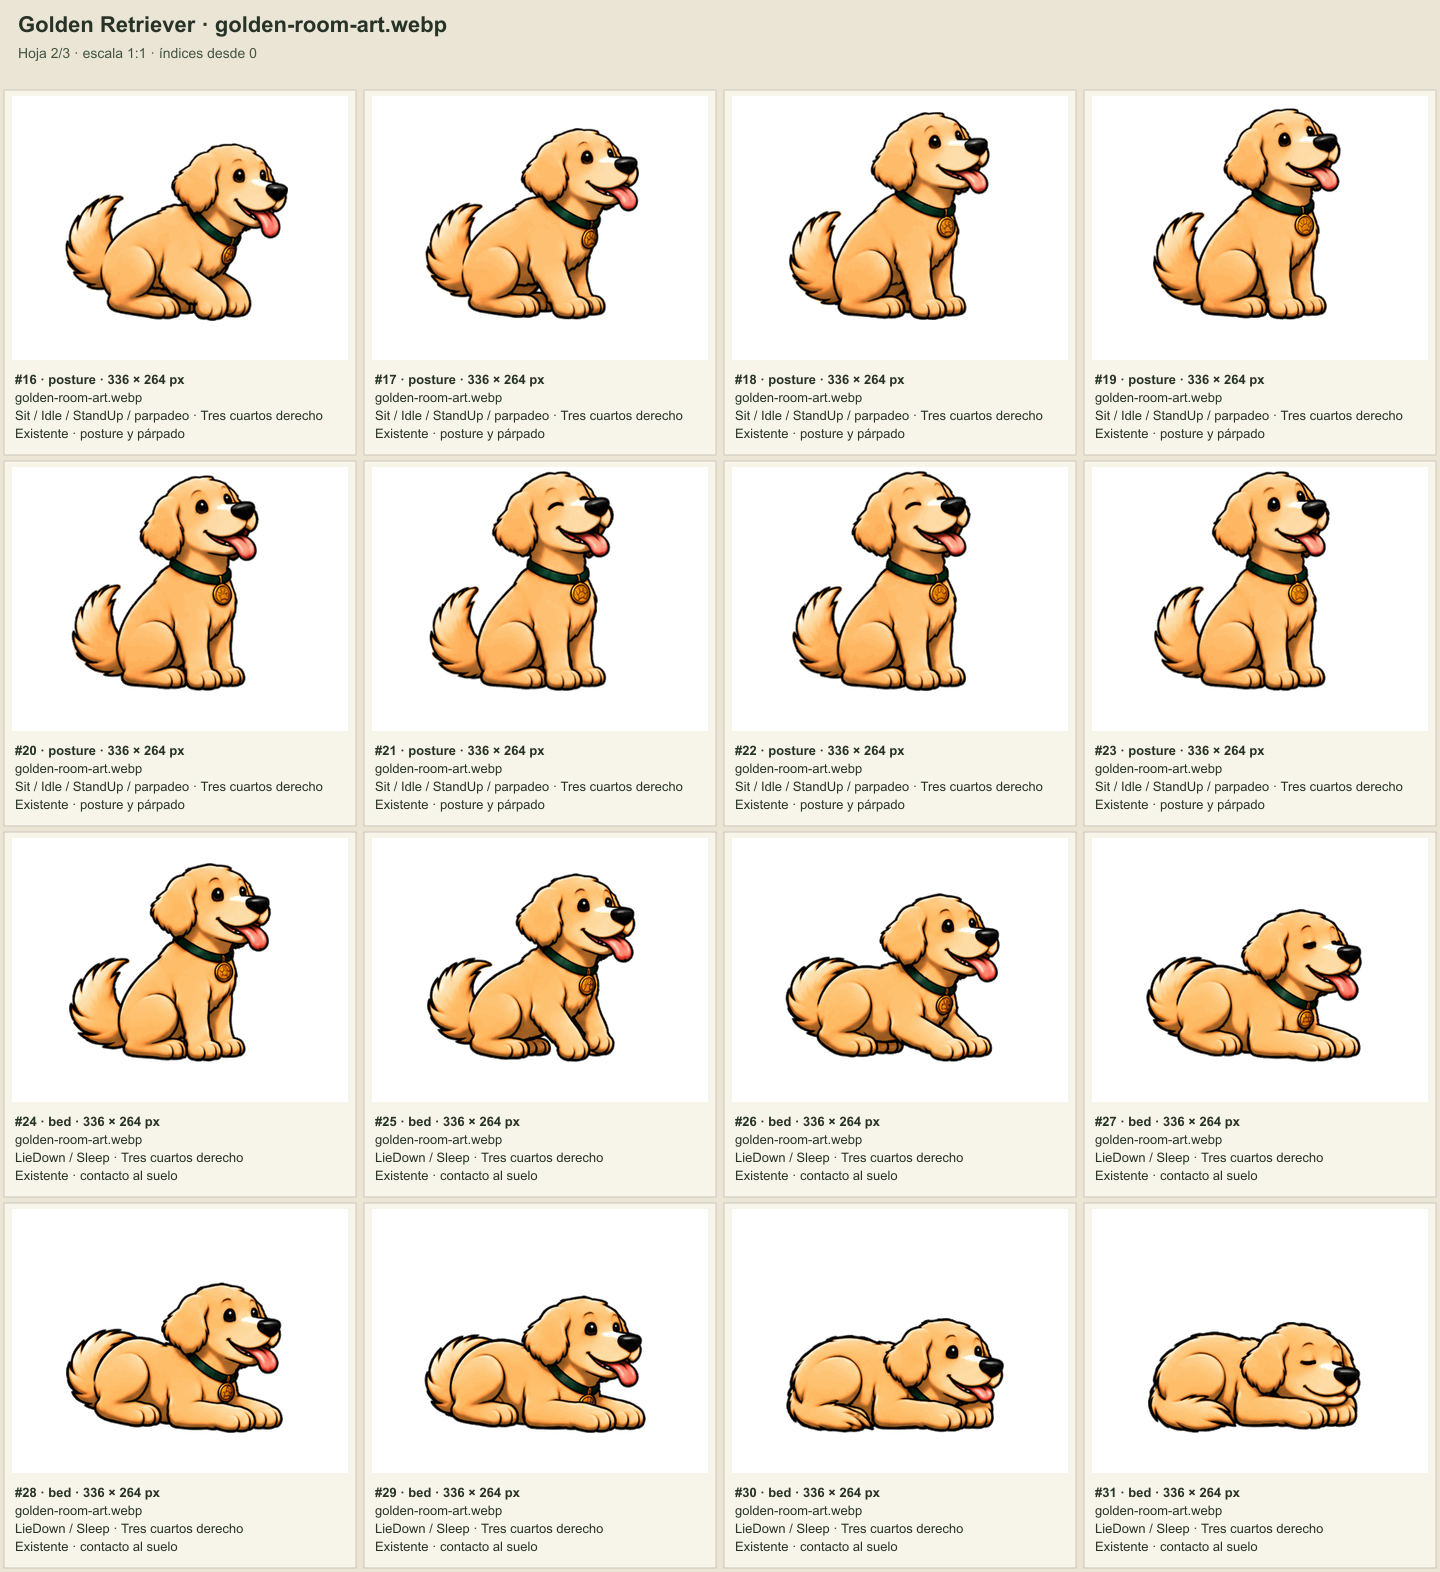 Golden Retriever · golden-room-art.webp
Hoja 2/3 · escala 1:1 · índices desde 0
#16 · posture · 336 × 264 px
golden-room-art.webp
Sit / Idle / StandUp / parpadeo · Tres cuartos derecho
Existente · posture y párpado
#17 · posture · 336 × 264 px
golden-room-art.webp
Sit / Idle / StandUp / parpadeo · Tres cuartos derecho
Existente · posture y párpado
#18 · posture · 336 × 264 px
golden-room-art.webp
Sit / Idle / StandUp / parpadeo · Tres cuartos derecho
Existente · posture y párpado
#19 · posture · 336 × 264 px
golden-room-art.webp
Sit / Idle / StandUp / parpadeo · Tres cuartos derecho
Existente · posture y párpado
#20 · posture · 336 × 264 px
golden-room-art.webp
Sit / Idle / StandUp / parpadeo · Tres cuartos derecho
Existente · posture y párpado
#21 · posture · 336 × 264 px
golden-room-art.webp
Sit / Idle / StandUp / parpadeo · Tres cuartos derecho
Existente · posture y párpado
#22 · posture · 336 × 264 px
golden-room-art.webp
Sit / Idle / StandUp / parpadeo · Tres cuartos derecho
Existente · posture y párpado
#23 · posture · 336 × 264 px
golden-room-art.webp
Sit / Idle / StandUp / parpadeo · Tres cuartos derecho
Existente · posture y párpado
#24 · bed · 336 × 264 px
golden-room-art.webp
LieDown / Sleep · Tres cuartos derecho
Existente · contacto al suelo
#25 · bed · 336 × 264 px
golden-room-art.webp
LieDown / Sleep · Tres cuartos derecho
Existente · contacto al suelo
#26 · bed · 336 × 264 px
golden-room-art.webp
LieDown / Sleep · Tres cuartos derecho
Existente · contacto al suelo
#27 · bed · 336 × 264 px
golden-room-art.webp
LieDown / Sleep · Tres cuartos derecho
Existente · contacto al suelo
#28 · bed · 336 × 264 px
golden-room-art.webp
LieDown / Sleep · Tres cuartos derecho
Existente · contacto al suelo
#29 · bed · 336 × 264 px
golden-room-art.webp
LieDown / Sleep · Tres cuartos derecho
Existente · contacto al suelo
#30 · bed · 336 × 264 px
golden-room-art.webp
LieDown / Sleep · Tres cuartos derecho
Existente · contacto al suelo
#31 · bed · 336 × 264 px
golden-room-art.webp
LieDown / Sleep · Tres cuartos derecho
Existente · contacto al suelo